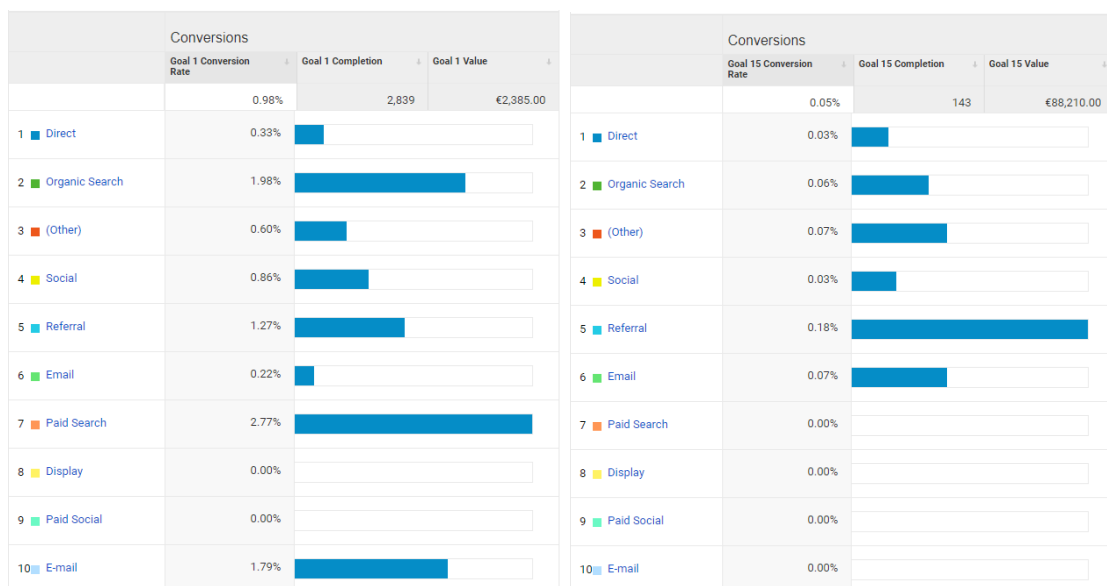 Conversions
Goal 1 Conversion Rate Goal 1 Completion Goal 1 Value
0.98% 2,839 €2,385.00
1 Direct 0.33%
2 Organic Search 1.98%
3 (Other) 0.60%
4 Social 0.86%
5 Referral 1.27%
6 Email 0.22%
7 Paid Search 2.77%
8 Display 0.00%
9 Paid Social 0.00%
10 E-mail 1.79%
Conversions
Goal 15 Conversion Rate Goal 15 Completion Goal 15 Value
0.05% 143 €88,210.00
1 Direct 0.03%
2 Organic Search 0.06%
3 (Other) 0.07%
4 Social 0.03%
5 Referral 0.18%
6 Email 0.07%
7 Paid Search 0.00%
8 Display 0.00%
9 Paid Social 0.00%
10 E-mail 0.00%